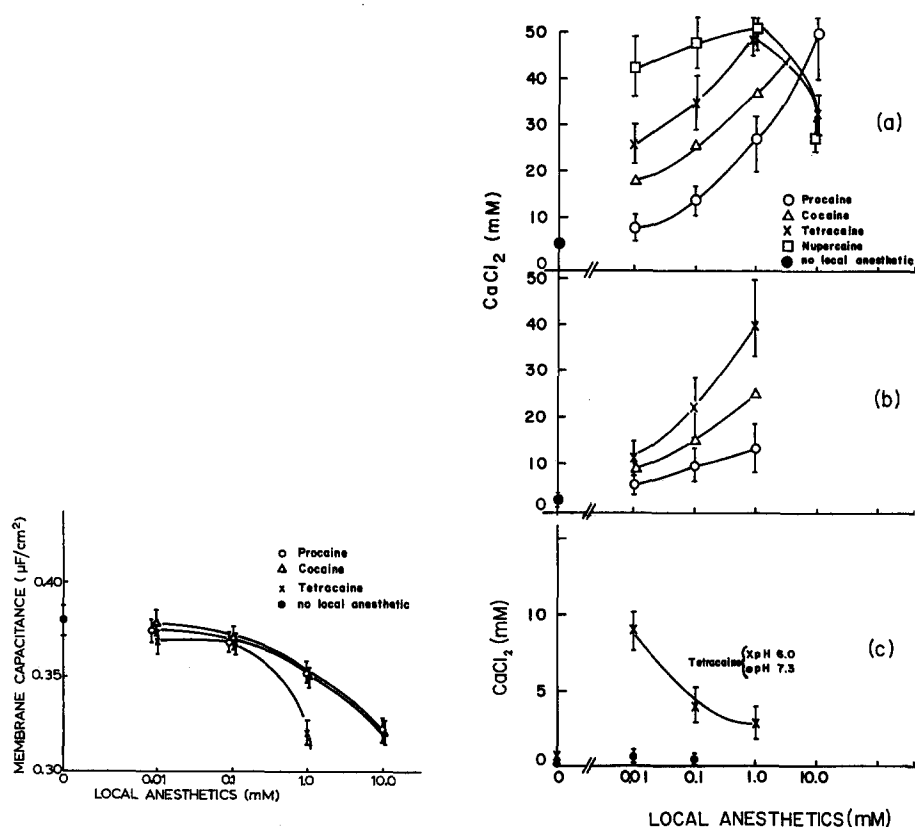 MEMBRANE CAPACITANCE (µF/cm²)
0.40
0.35
0.30
○ Procaine
△ Cocaine
x Tetracaine
● no local anesthetic
0 0.01 0.1 1.0 10.0
LOCAL ANESTHETICS (mM)
CaCl₂ (mM)
50
40
30
20
10
0
(a)
○ Procaine
△ Cocaine
X Tetracaine
□ Nupercaine
● no local anesthetic
50
40
30
20
10
0
(b)
CaCl₂ (mM)
10
5
0
Tetracaine { X pH 6.0
● pH 7.3
(c)
0 0.01 0.1 1.0 10.0
LOCAL ANESTHETICS (mM)